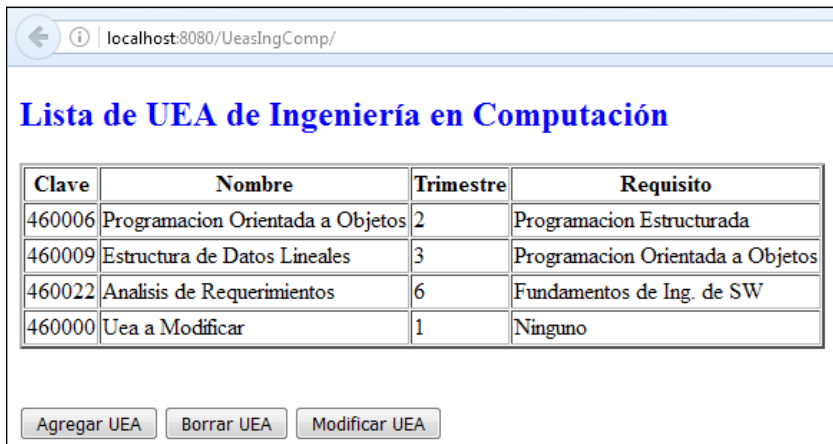 localhost:8080/UeasIngComp/
Lista de UEA de Ingeniería en Computación
Clave Nombre Trimestre Requisito
460006 Programacion Orientada a Objetos 2 Programacion Estructurada
460009 Estructura de Datos Lineales 3 Programacion Orientada a Objetos
460022 Analisis de Requerimientos 6 Fundamentos de Ing. de SW
460000 Uea a Modificar 1 Ninguno
Agregar UEA Borrar UEA Modificar UEA